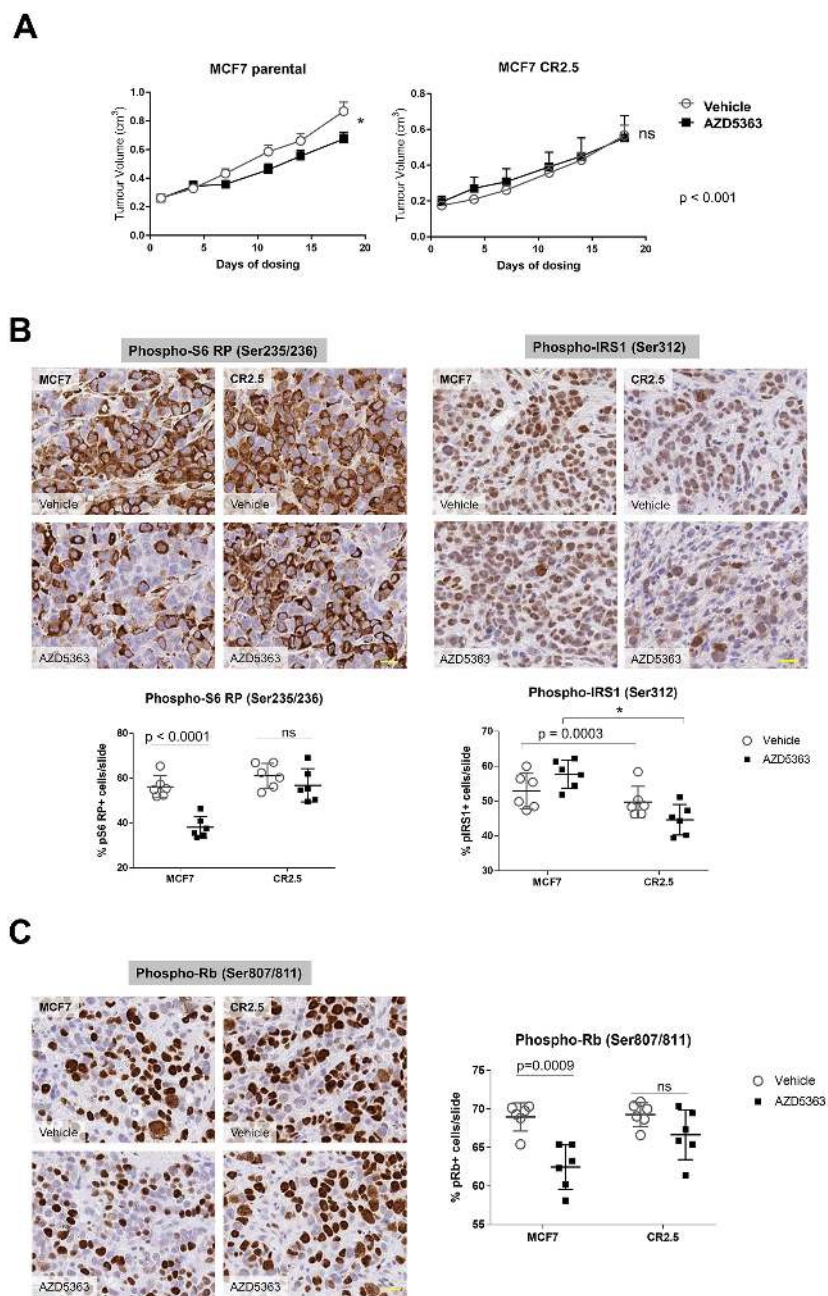 A
MCF7 parental
Tumour Volume (cm³)
1.0
0.8
0.6
0.4
0.2
0.0
0 5 10 15 20
Days of dosing
*
MCF7 CR2.5
Tumour Volume (cm³)
0.8
0.6
0.4
0.2
0.0
0 5 10 15 20
Days of dosing
ns
Vehicle
AZD5363
p < 0.001
B
Phospho-S6 RP (Ser235/236)
MCF7
CR2.5
Vehicle
Vehicle
AZD5363
AZD5363
Phospho-IRS1 (Ser312)
MCF7
CR2.5
Vehicle
Vehicle
AZD5363
AZD5363
Phospho-S6 RP (Ser235/236)
% pS6 RP+ cells/slide
80
60
40
20
p < 0.0001
ns
MCF7 CR2.5
Phospho-IRS1 (Ser312)
% pIRS1+ cells/slide
70
60
50
40
30
*
p = 0.0003
MCF7 CR2.5
Vehicle
AZD5363
C
Phospho-Rb (Ser807/811)
MCF7
CR2.5
Vehicle
Vehicle
AZD5363
AZD5363
Phospho-Rb (Ser807/811)
% pRb+ cells/slide
75
70
65
60
55
p=0.0009
ns
MCF7 CR2.5
Vehicle
AZD5363